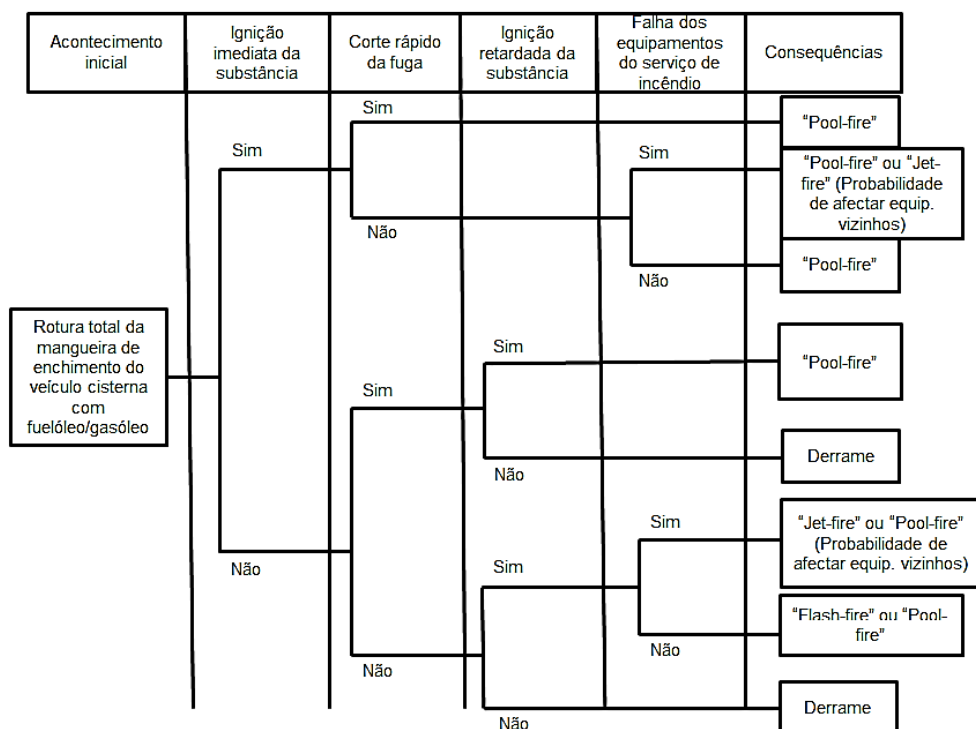 Acontecimento
inicial
Ignição
imediata da
substância
Corte rápido
da fuga
Ignição
retardada da
substância
Falha dos
equipamentos
do serviço de
incêndio
Consequências
Sim
"Pool-fire"
Sim
Sim
"Pool-fire" ou "Jet-
fire" (Probabilidade
de afectar equip.
vizinhos)
Não
Não
"Pool-fire"
Rotura total da
mangueira de
enchimento do
veículo cisterna
com
fuelóleo/gasóleo
Sim
"Pool-fire"
Sim
Não
Derrame
Sim
"Jet-fire" ou "Pool-fire"
(Probabilidade de
afectar equip. vizinhos)
Não
Sim
"Flash-fire" ou "Pool-
fire"
Não
Não
Não
Derrame